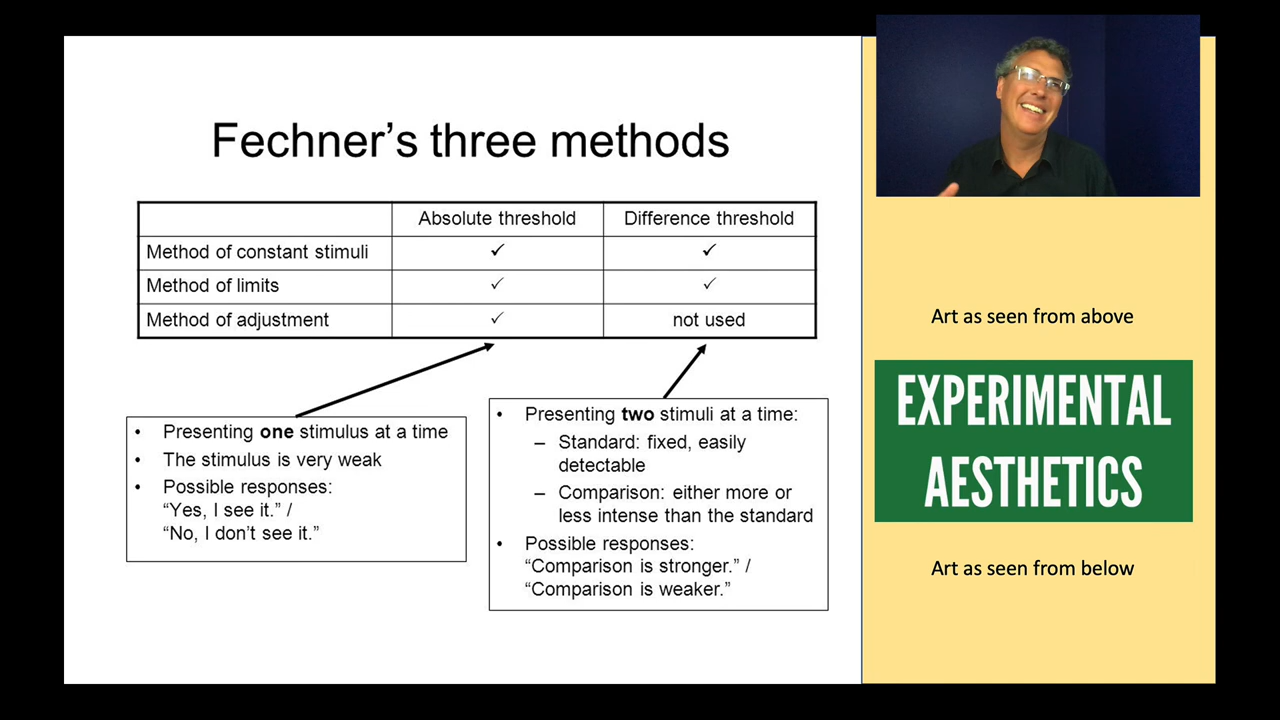 Fechner’s three methods
Absolute threshold Difference threshold
Method of constant stimuli ✓ ✓
Method of limits ✓ ✓
Method of adjustment ✓ not used
• Presenting one stimulus at a time
• The stimulus is very weak
• Possible responses:
“Yes, I see it.” /
“No, I don’t see it.”
• Presenting two stimuli at a time:
– Standard: fixed, easily
detectable
– Comparison: either more or
less intense than the standard
• Possible responses:
“Comparison is stronger.” /
“Comparison is weaker.”
Art as seen from above
EXPERIMENTAL
AESTHETICS
Art as seen from below